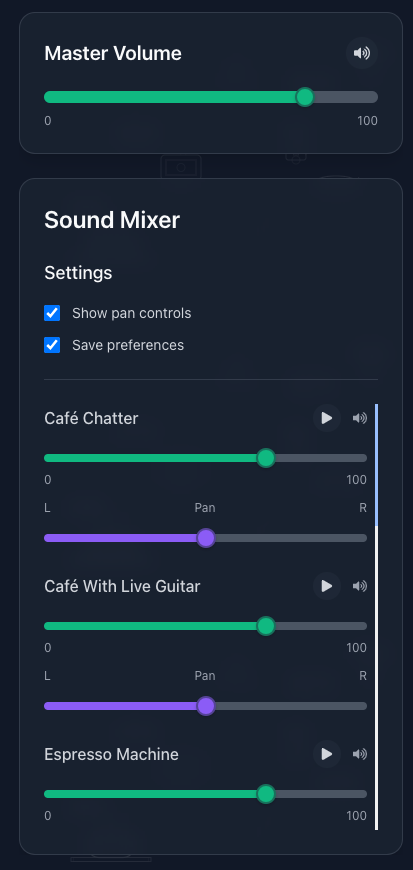 Master Volume
0 100
Sound Mixer
Settings
Show pan controls
Save preferences
Café Chatter
0 100
L Pan R
Café With Live Guitar
0 100
L Pan R
Espresso Machine
0 100